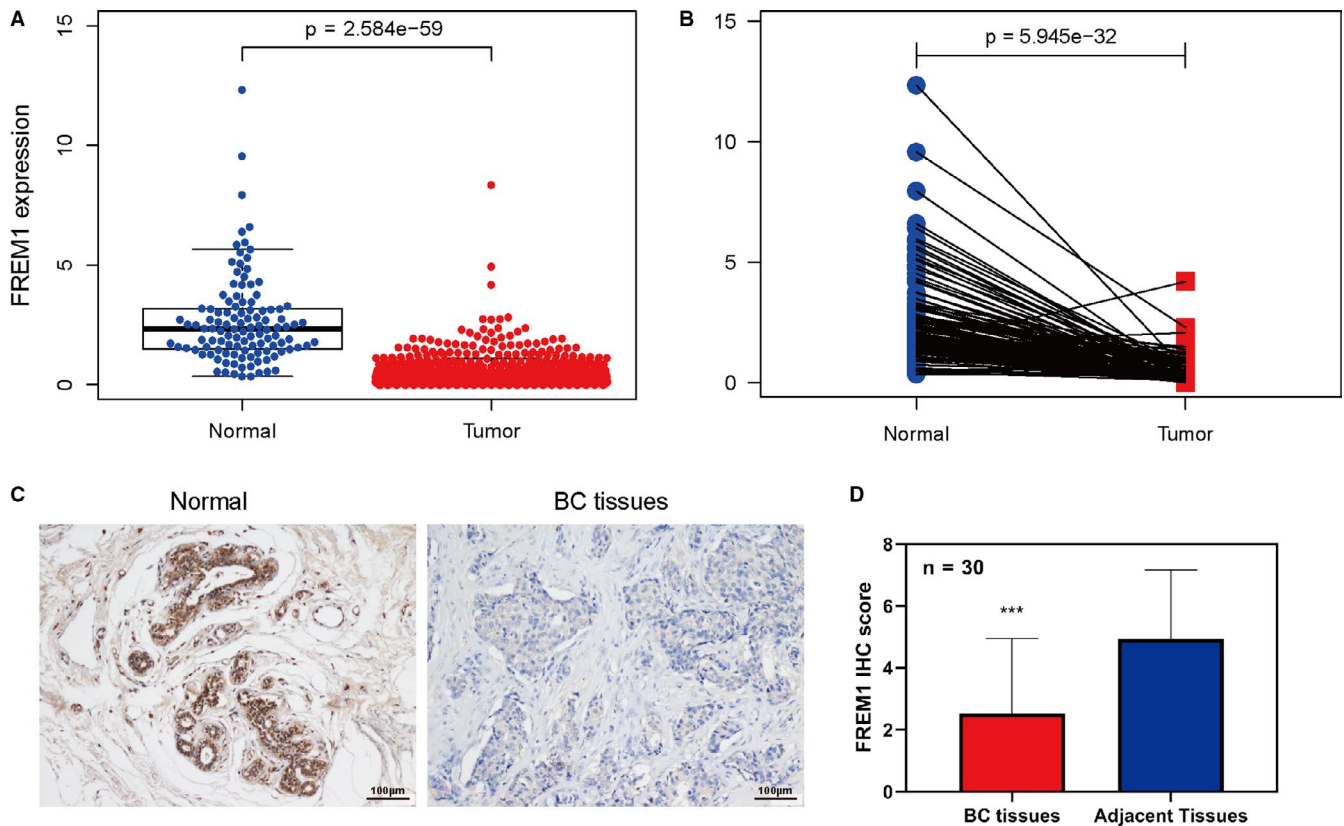 A
p = 2.584e−59
FREM1 expression
15
10
5
0
Normal
Tumor
B
p = 5.945e−32
15
10
5
0
Normal
Tumor
C
Normal
BC tissues
100μm
100μm
D
n = 30
***
FREM1 IHC score
8
6
4
2
0
BC tissues
Adjacent Tissues